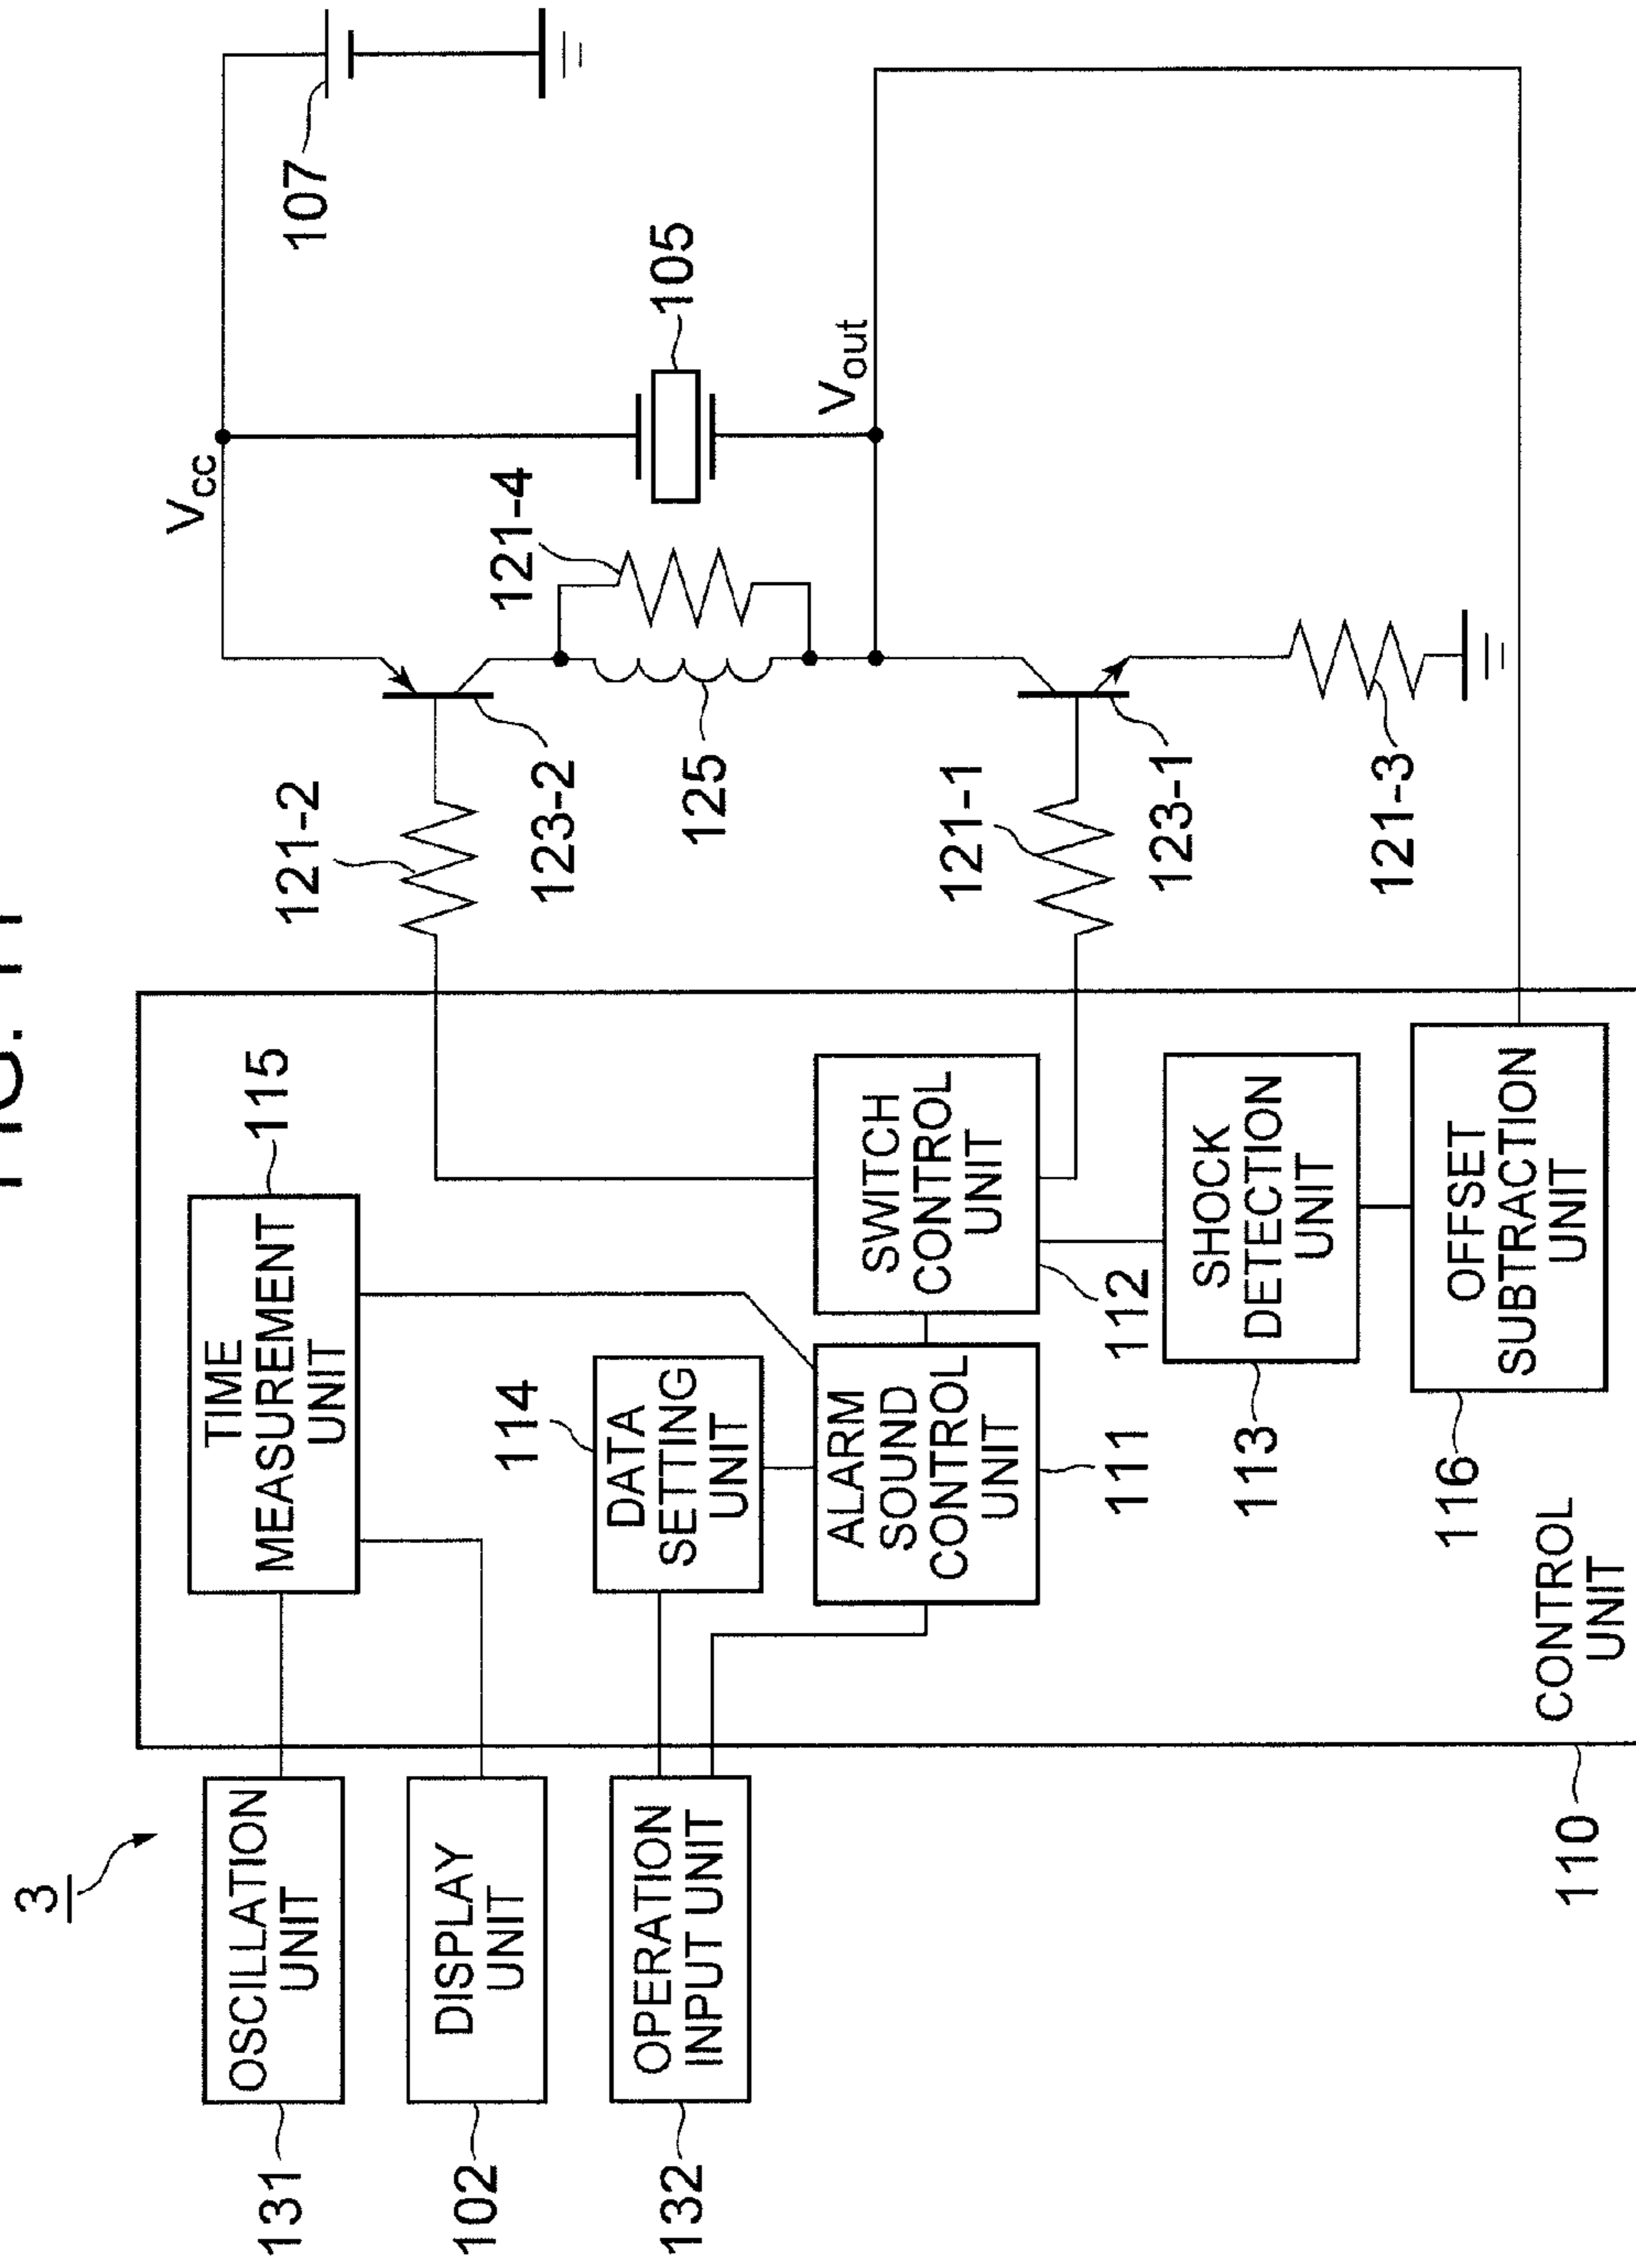 FIG. 11
3
131
OSCILLATION
UNIT
102
DISPLAY
UNIT
132
OPERATION
INPUT UNIT
TIME
MEASUREMENT
UNIT
115
114
DATA
SETTING
UNIT
ALARM
SOUND
CONTROL
UNIT
111
SWITCH
CONTROL
UNIT
112
SHOCK
DETECTION
UNIT
113
OFFSET
SUBTRACTION
UNIT
116
CONTROL
UNIT
110
121-2
123-2
125
121-4
121-1
123-1
121-3
Vcc
105
Vout
107